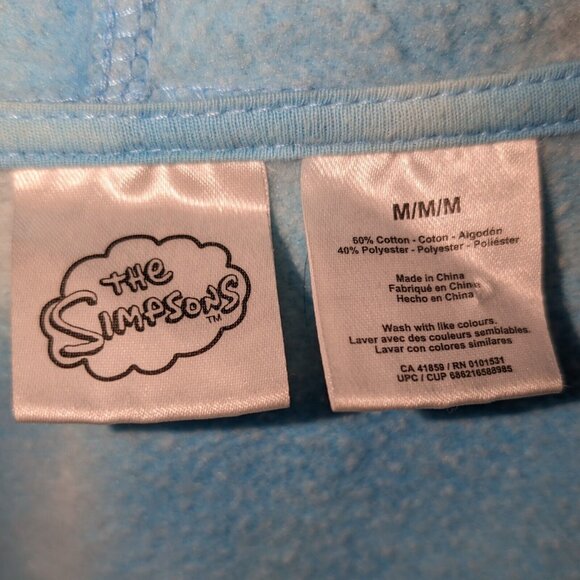 THE
SIMPSONS
TM
M/M/M
60% Cotton - Coton - Algodón
40% Polyester - Polyester - Poliéster
Made in China
Fabriqué en Chine
Hecho en China
Wash with like colours.
Laver avec des couleurs semblables.
Lavar con colores similares
CA 41859 / RN 0101531
UPC / CUP 686216588985